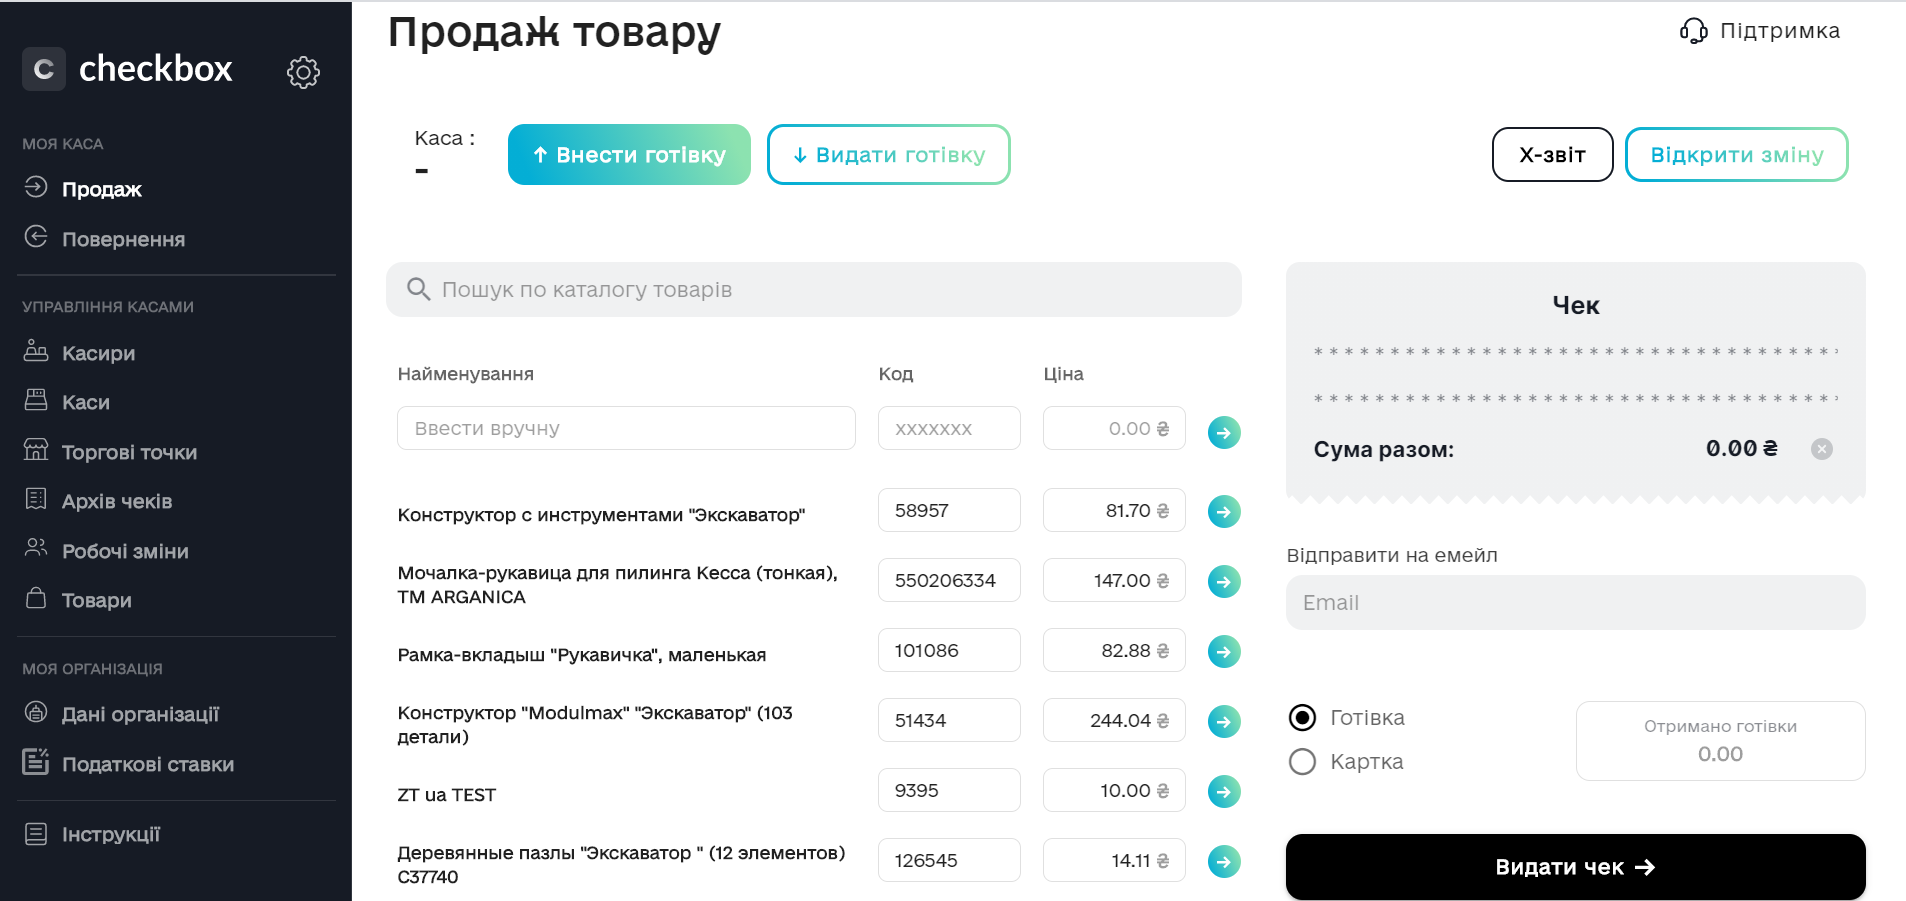 C checkbox
МОЯ КАСА
Продаж
Повернення
УПРАВЛІННЯ КАСАМИ
Касири
Каси
Торгові точки
Архів чеків
Робочі зміни
Товари
МОЯ ОРГАНІЗАЦІЯ
Дані організації
Податкові ставки
Інструкції
Продаж товару
Підтримка
Каса :
-
↑ Внести готівку
↓ Видати готівку
X-звіт
Відкрити зміну
Пошук по каталогу товарів
Найменування Код Ціна
Ввести вручну xxxxxxx 0.00 ₴
Конструктор с инструментами "Экскаватор" 58957 81.70 ₴
Мочалка-рукавица для пилинга Кесса (тонкая),
ТМ ARGANICA 550206334 147.00 ₴
Рамка-вкладыш "Рукавичка", маленькая 101086 82.88 ₴
Конструктор "Modulmax" "Экскаватор" (103
детали) 51434 244.04 ₴
ZT ua TEST 9395 10.00 ₴
Деревянные пазлы "Экскаватор " (12 элементов)
С37740 126545 14.11 ₴
Чек
* * * * * * * * * * * * * * * * * * * * * * * * * * * * * * * * * *
* * * * * * * * * * * * * * * * * * * * * * * * * * * * * * * * * *
Сума разом: 0.00 ₴
Відправити на емейл
Email
Готівка
Картка
Отримано готівки
0.00
Видати чек →